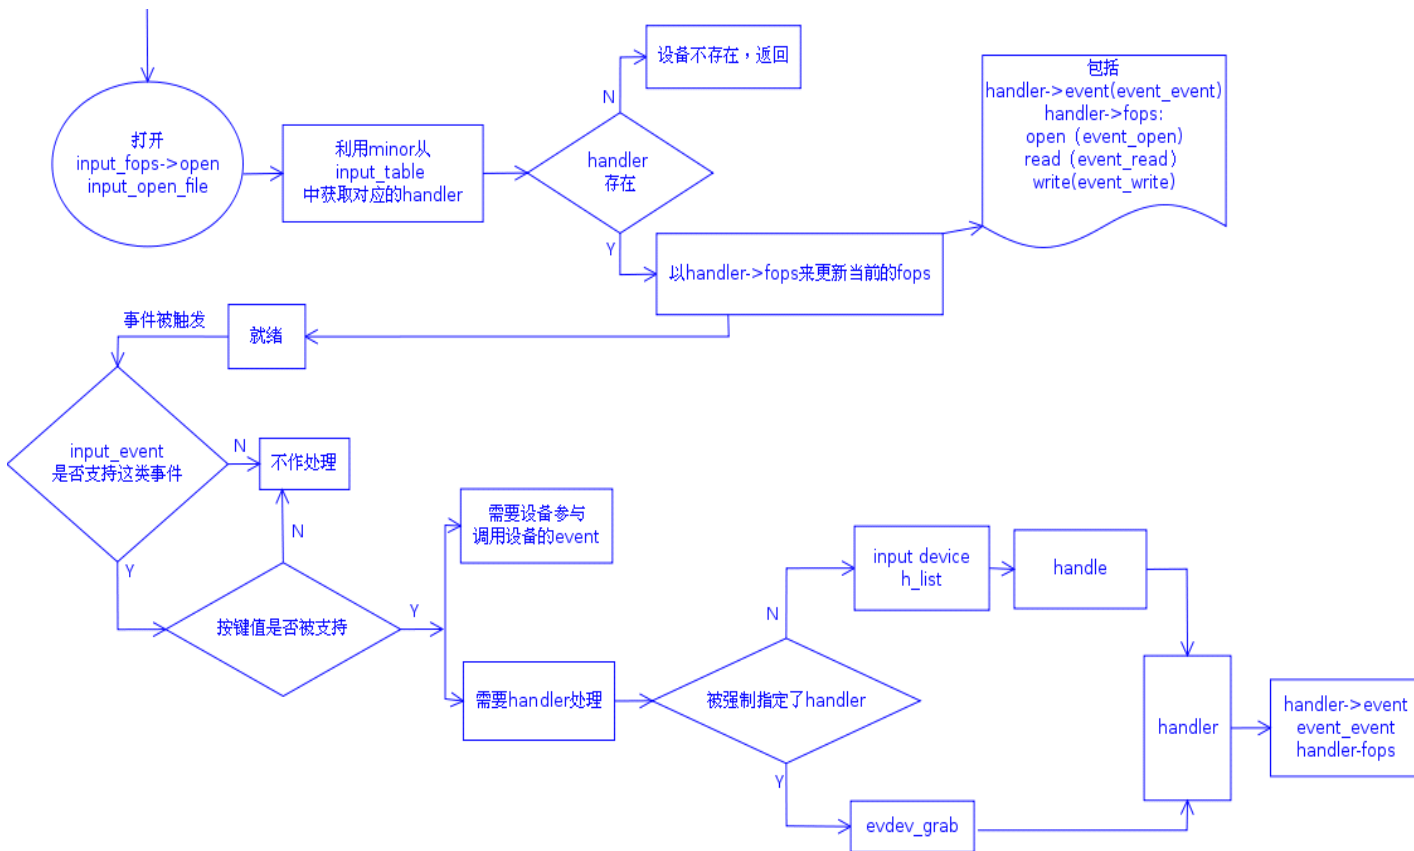 打开
input_fops->open
input_open_file
利用minor从
input_table
中获取对应的handler
handler
存在
N
设备不存在，返回
Y
以handler->fops来更新当前的fops
包括
handler->event(event_event)
handler->fops:
open (event_open)
read (event_read)
write(event_write)
就绪
事件被触发
input_event
是否支持这类事件
N
不作处理
Y
N
按键值是否被支持
Y
需要设备参与
调用设备的event
需要handler处理
被强制指定了handler
N
input device
h_list
handle
Y
evdev_grab
handler
handler->event
event_event
handler-fops